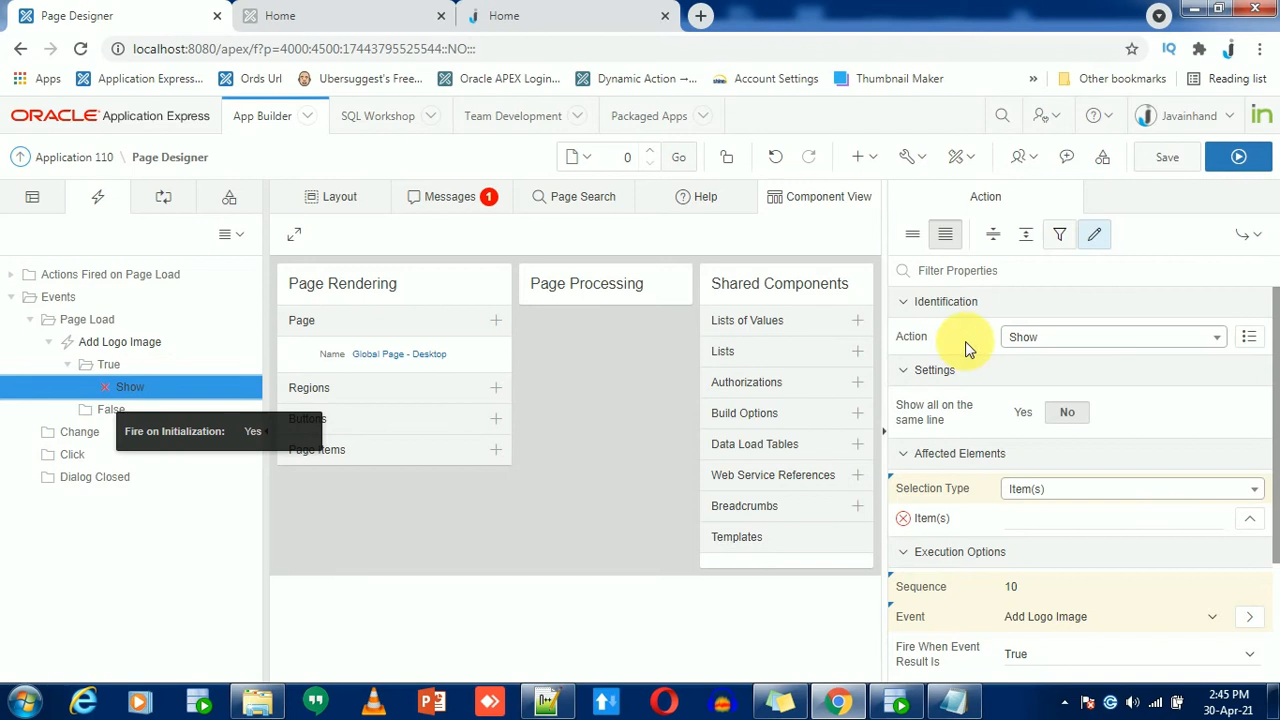 Page Designer
Home
Home
localhost:8080/apex/f?p=4000:4500:17443795525544::NO:::
IQ
Apps
Application Express...
Ords Url
Ubersuggest's Free...
Oracle APEX Login...
Dynamic Action →...
shine
Account Settings
Thumbnail Maker
»
Other bookmarks
Reading list
ORACLE Application Express
App Builder
SQL Workshop
Team Development
Packaged Apps
Javainhand
in
Application 110 \ Page Designer
0
Go
Save
Layout
Messages 1
Page Search
Help
Component View
Action
Actions Fired on Page Load
Events
Page Load
Add Logo Image
True
Show
False
Change
Click
Dialog Closed
Fire on Initialization: Yes
Page Rendering
Page
Name Global Page - Desktop
Regions
Buttons
Page Items
Page Processing
Shared Components
Lists of Values
Lists
Authorizations
Build Options
Data Load Tables
Web Service References
Breadcrumbs
Templates
Filter Properties
Identification
Action Show
Settings
Show all on the same line Yes No
Affected Elements
Selection Type Item(s)
Item(s)
Execution Options
Sequence 10
Event Add Logo Image
Fire When Event Result Is True
2:45 PM
30-Apr-21